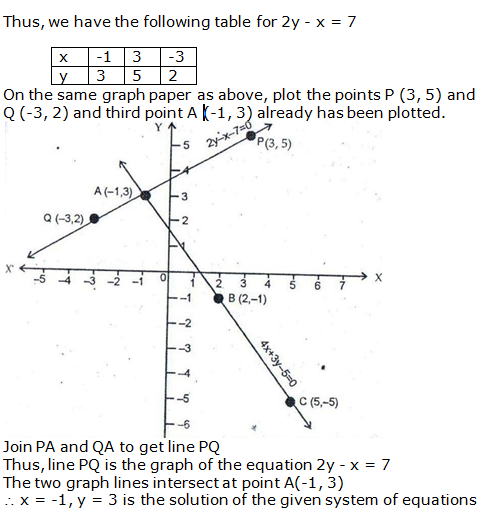 Thus, we have the following table for 2y - x = 7
x -1 3 -3
y 3 5 2
On the same graph paper as above, plot the points P (3, 5) and
Q (-3, 2) and third point A (-1, 3) already has been plotted.
Y
2y-x-7=0
5
P(3, 5)
4
A(-1,3)
3
Q (-3,2)
2
1
X'
-5 -4 -3 -2 -1 0 1 2 3 4 5 6 7
X
-1
B (2,-1)
-2
-3
4x+3y-5=0
-4
-5
C (5,-5)
-6
Join PA and QA to get line PQ
Thus, line PQ is the graph of the equation 2y - x = 7
The two graph lines intersect at point A(-1, 3)
∴ x = -1, y = 3 is the solution of the given system of equations